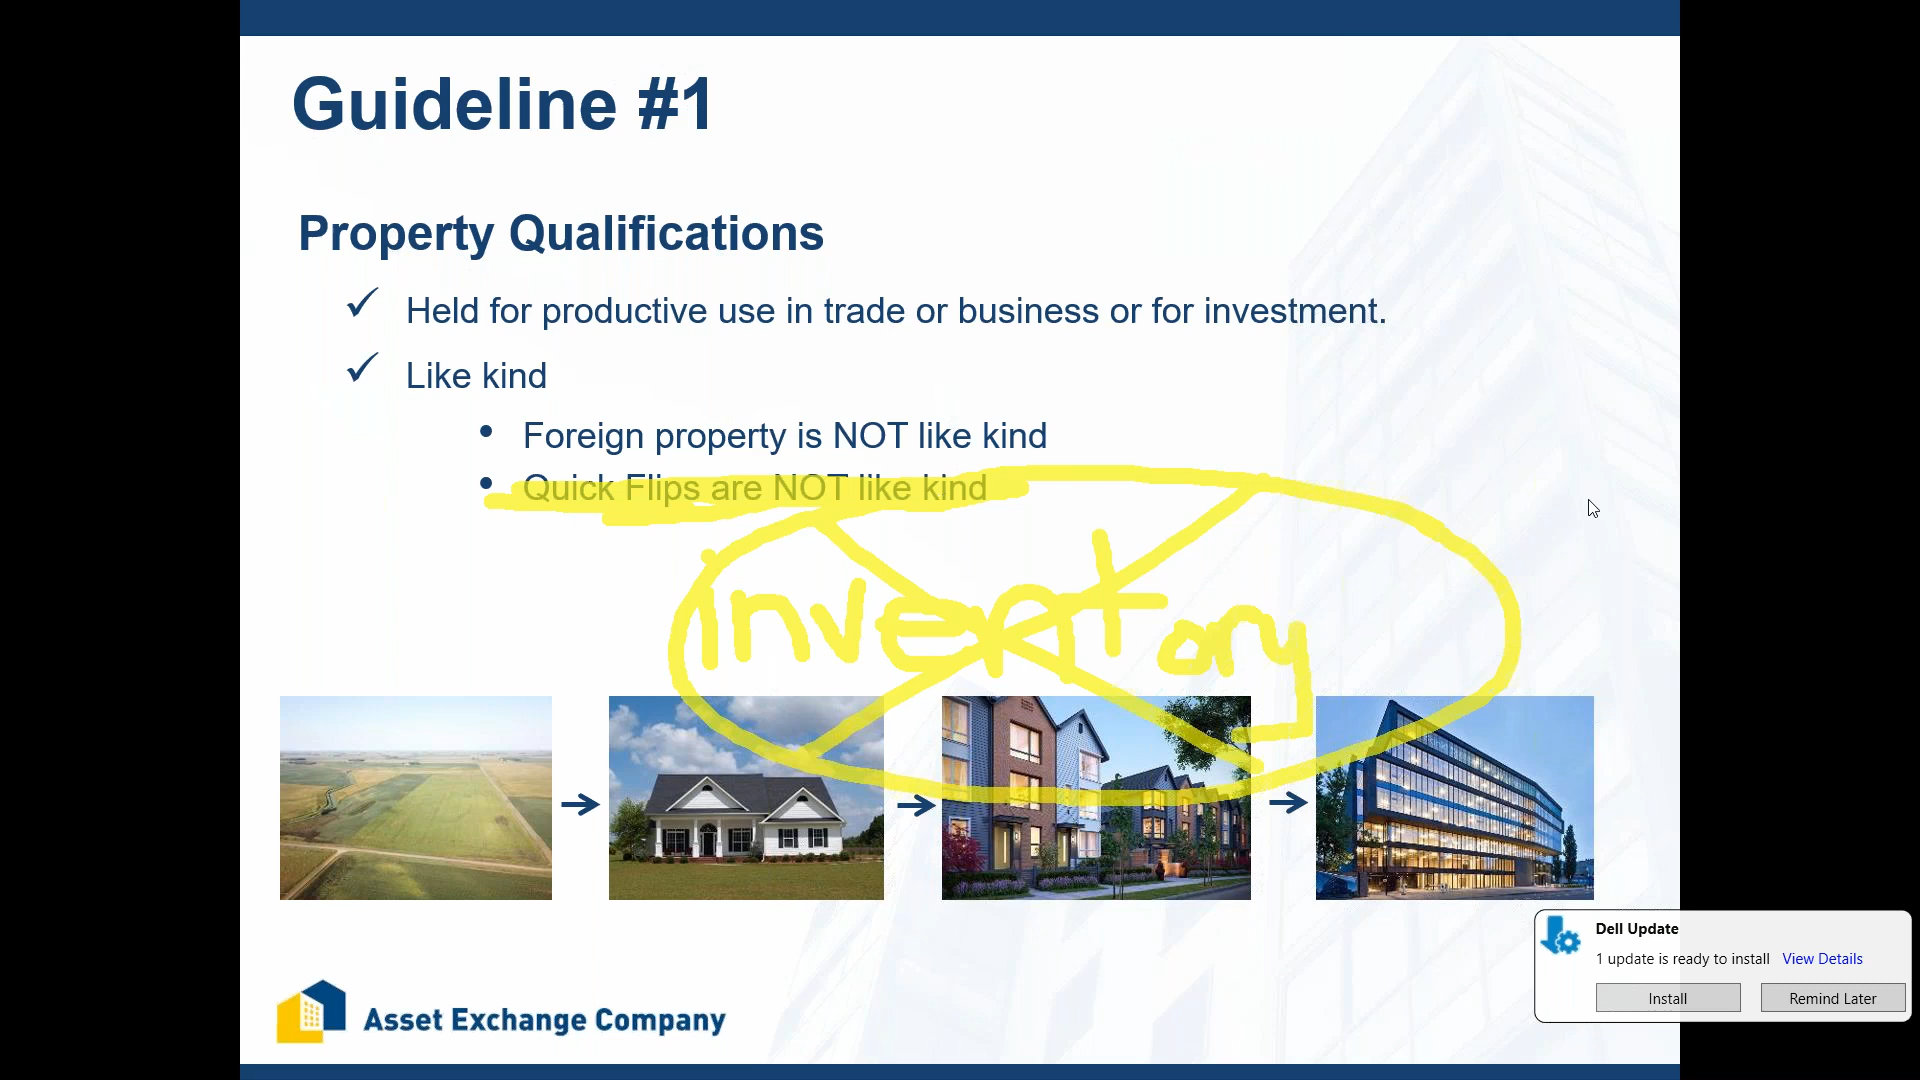 Guideline #1
Property Qualifications
Held for productive use in trade or business or for investment.
Like kind
Foreign property is NOT like kind
Quick Flips are NOT like kind
inventory
Asset Exchange Company
Dell Update
1 update is ready to install View Details
Install Remind Later